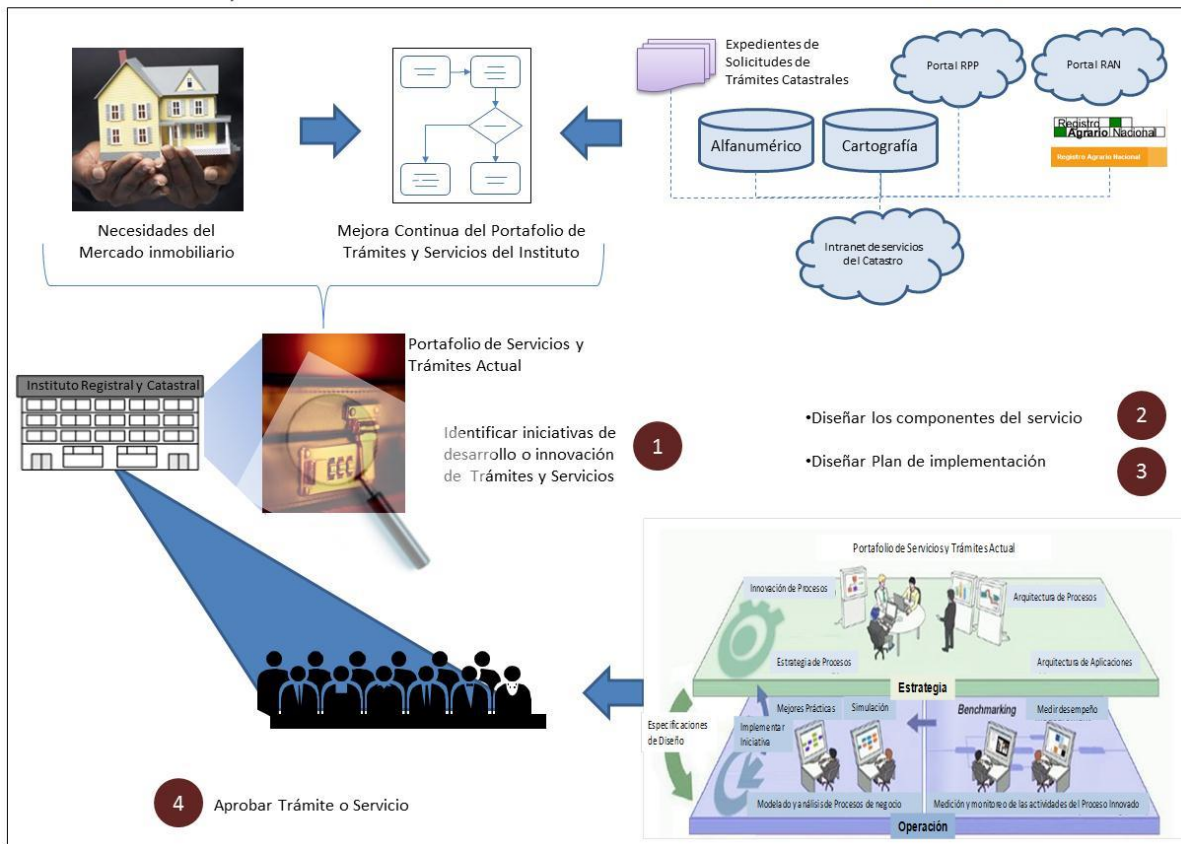 Expedientes de
Solicitudes de
Trámites Catastrales
Portal RPP
Portal RAN
Alfanumérico
Cartografía
Registro
Agrario Nacional
Registro Agrario Nacional
Necesidades del
Mercado inmobiliario
Mejora Continua del Portafolio de
Trámites y Servicios del Instituto
Intranet de servicios
del Catastro
Portafolio de Servicios y
Trámites Actual
Instituto Registral y Catastral
Identificar iniciativas de
desarrollo o innovación
de Trámites y Servicios
1
•Diseñar los componentes del servicio
2
•Diseñar Plan de implementación
3
Portafolio de Servicios y Trámites Actual
Innovación de Procesos
Arquitectura de Procesos
Estrategia de Procesos
Arquitectura de Aplicaciones
Estrategia
Especificaciones
de Diseño
Implementar
Iniciativa
Mejores Prácticas
Simulación
Benchmarking
Medir desempeño
Modelado y análisis de Procesos de negocio
Medición y monitoreo de las actividades del Proceso Innovado
Operación
4
Aprobar Trámite o Servicio